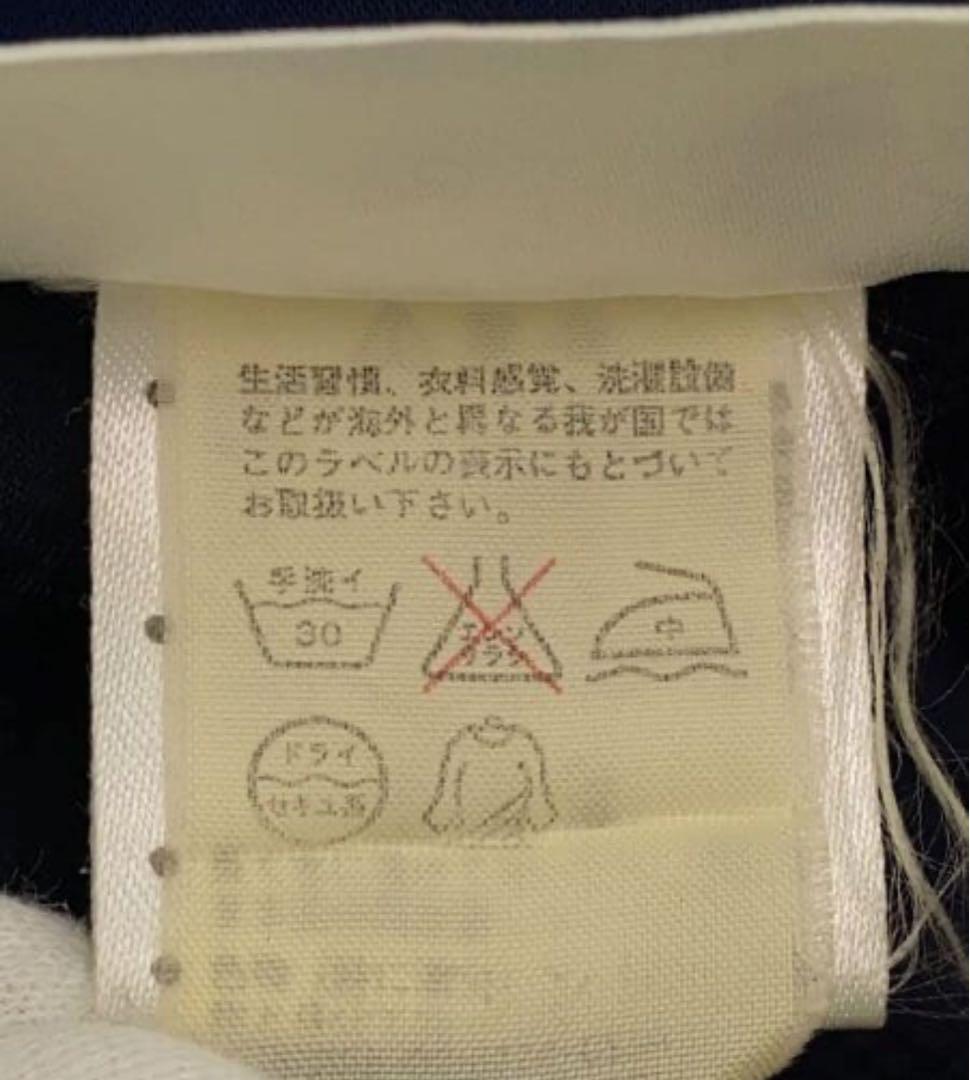 生活習慣、衣料感覚、洗濯設備
などが海外と異なる我が国では
このラベルの表示にもとづいて
お取扱い下さい。
手洗イ
30
エンソ
サラシ
中
ドライ
セキユ系